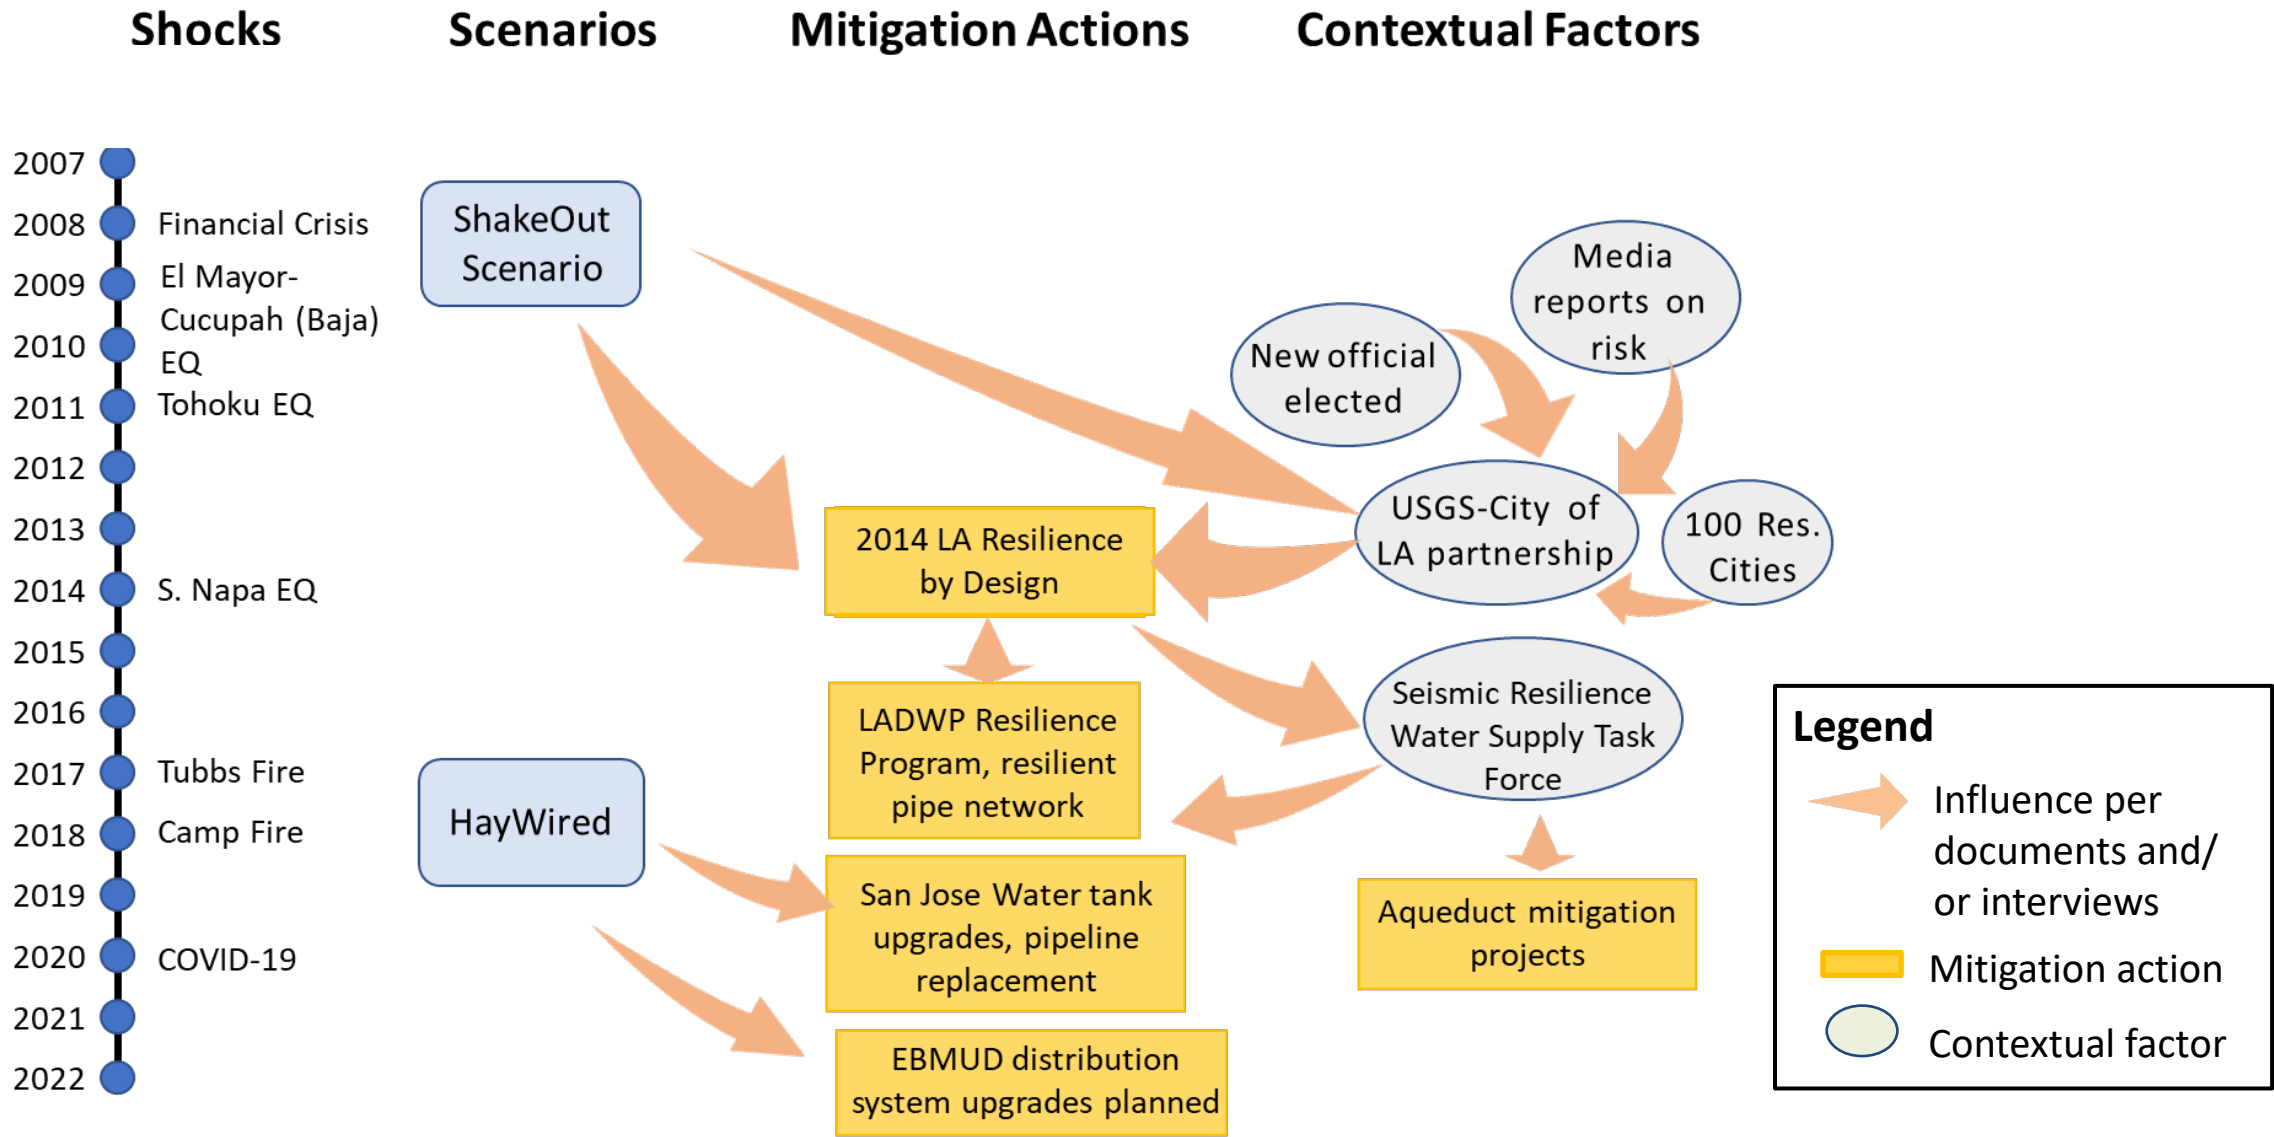 Shocks
Scenarios
Mitigation Actions
Contextual Factors
2007
2008
2009
2010
2011
2012
2013
2014
2015
2016
2017
2018
2019
2020
2021
2022
Financial Crisis
El Mayor-
Cucupah (Baja)
EQ
Tohoku EQ
S. Napa EQ
Tubbs Fire
Camp Fire
COVID-19
ShakeOut
Scenario
HayWired
2014 LA Resilience
by Design
LADWP Resilience
Program, resilient
pipe network
San Jose Water tank
upgrades, pipeline
replacement
EBMUD distribution
system upgrades planned
New official
elected
Media
reports on
risk
USGS-City of
LA partnership
100 Res.
Cities
Seismic Resilience
Water Supply Task
Force
Aqueduct mitigation
projects
Legend
Influence per
documents and/
or interviews
Mitigation action
Contextual factor